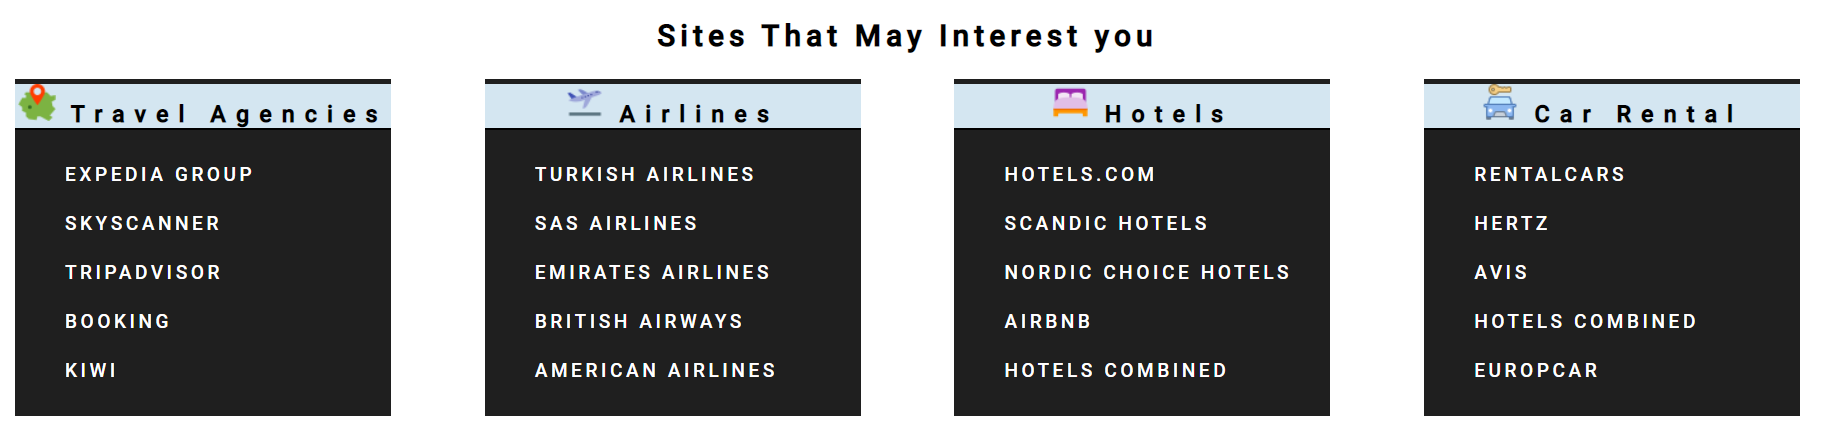 Sites That May Interest you
Travel Agencies
EXPEDIA GROUP
SKYSCANNER
TRIPADVISOR
BOOKING
KIWI
Airlines
TURKISH AIRLINES
SAS AIRLINES
EMIRATES AIRLINES
BRITISH AIRWAYS
AMERICAN AIRLINES
Hotels
HOTELS.COM
SCANDIC HOTELS
NORDIC CHOICE HOTELS
AIRBNB
HOTELS COMBINED
Car Rental
RENTALCARS
HERTZ
AVIS
HOTELS COMBINED
EUROPCAR